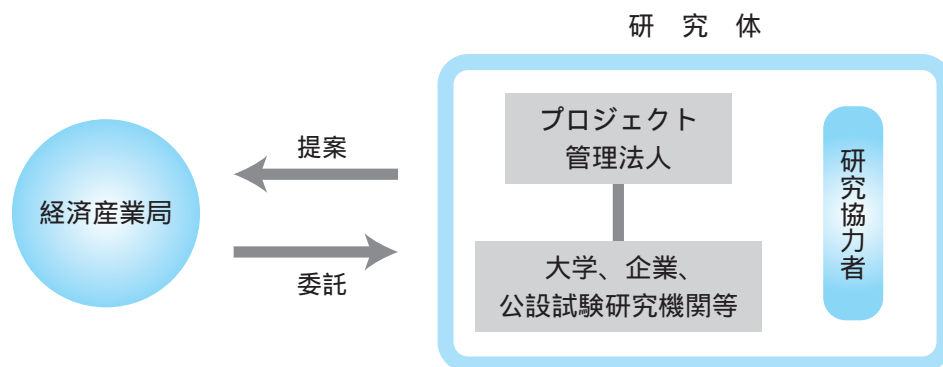 研究体
プロジェクト
管理法人
提案
経済産業局
委託
大学、企業、
公設試験研究機関等
研究協力者